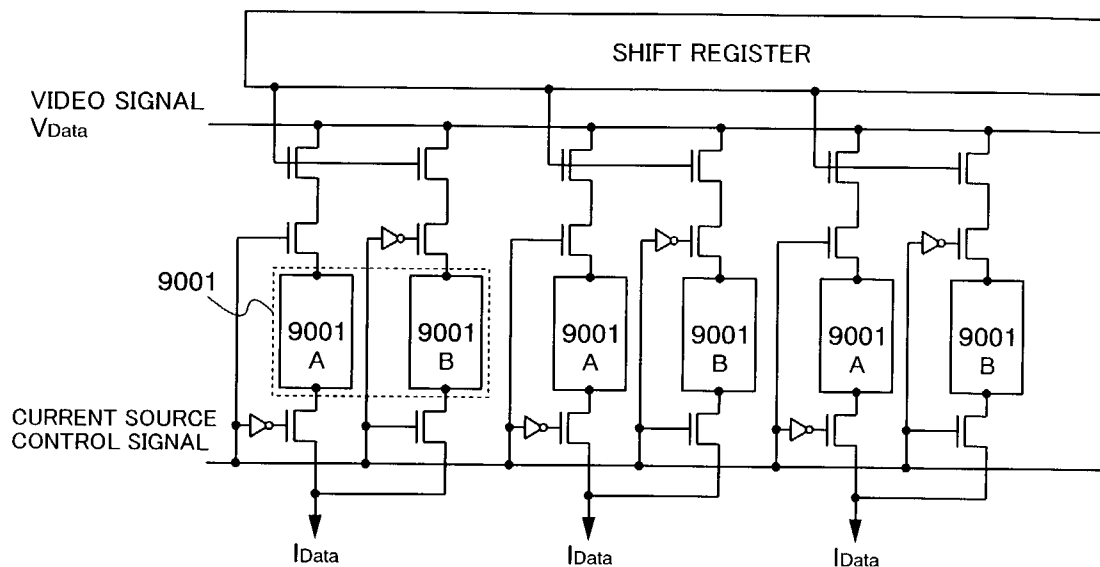 SHIFT REGISTER
VIDEO SIGNAL
VData
9001
9001
A
9001
B
9001
A
9001
B
9001
A
9001
B
CURRENT SOURCE
CONTROL SIGNAL
IData
IData
IData